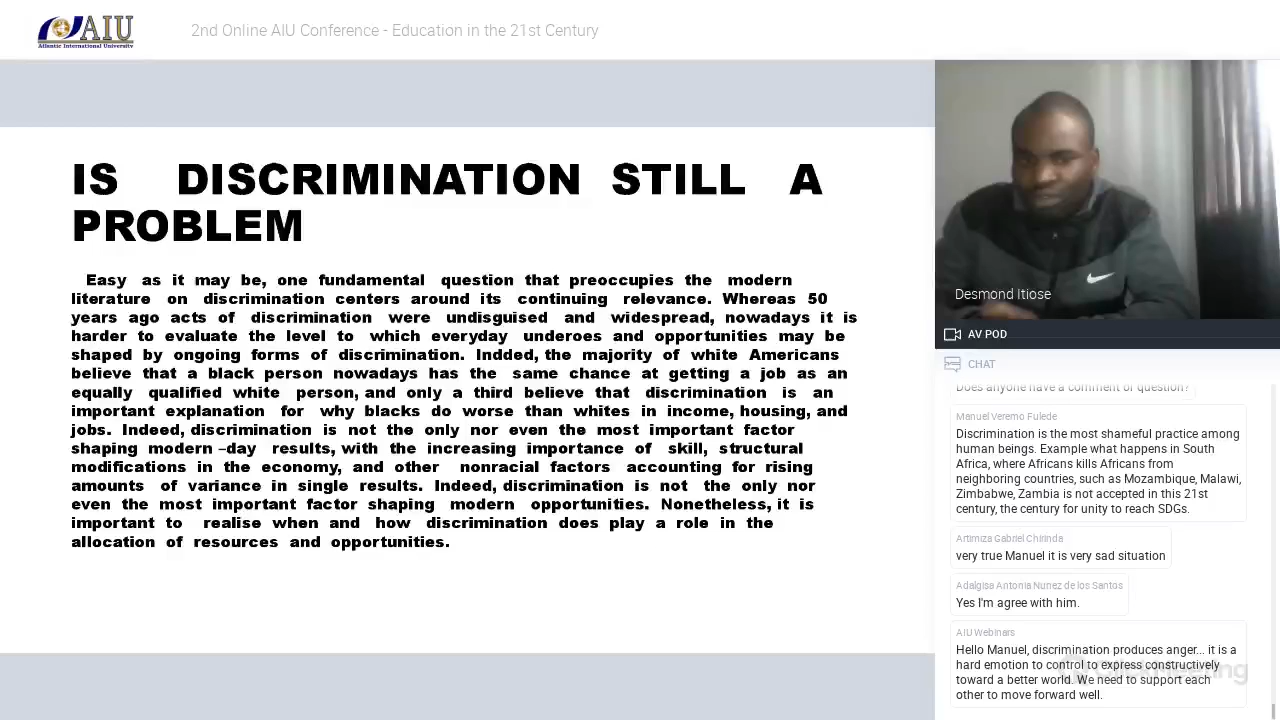 AIU
Atlantic International University
2nd Online AIU Conference - Education in the 21st Century
IS DISCRIMINATION STILL A
PROBLEM
Easy as it may be, one fundamental question that preoccupies the modern
literature on discrimination centers around its continuing relevance. Whereas 50
years ago acts of discrimination were undisguised and widespread, nowadays it is
harder to evaluate the level to which everyday underoes and opportunities may be
shaped by ongoing forms of discrimination. Indded, the majority of white Americans
believe that a black person nowadays has the same chance at getting a job as an
equally qualified white person, and only a third believe that discrimination is an
important explanation for why blacks do worse than whites in income, housing, and
jobs. Indeed, discrimination is not the only nor even the most important factor
shaping modern –day results, with the increasing importance of skill, structural
modifications in the economy, and other nonracial factors accounting for rising
amounts of variance in single results. Indeed, discrimination is not the only nor
even the most important factor shaping modern opportunities. Nonetheless, it is
important to realise when and how discrimination does play a role in the
allocation of resources and opportunities.
Desmond Itiose
AV POD
CHAT
Does anyone have a comment or question?
Manuel Veremo Fulede
Discrimination is the most shameful practice among
human beings. Example what happens in South
Africa, where Africans kills Africans from
neighboring countries, such as Mozambique, Malawi,
Zimbabwe, Zambia is not accepted in this 21st
century, the century for unity to reach SDGs.
Artimiza Gabriel Chirinda
very true Manuel it is very sad situation
Adalgisa Antonia Nunez de los Santos
Yes I'm agree with him.
AIU Webinars
Hello Manuel, discrimination produces anger... it is a
hard emotion to control to express constructively
toward a better world. We need to support each
other to move forward well.